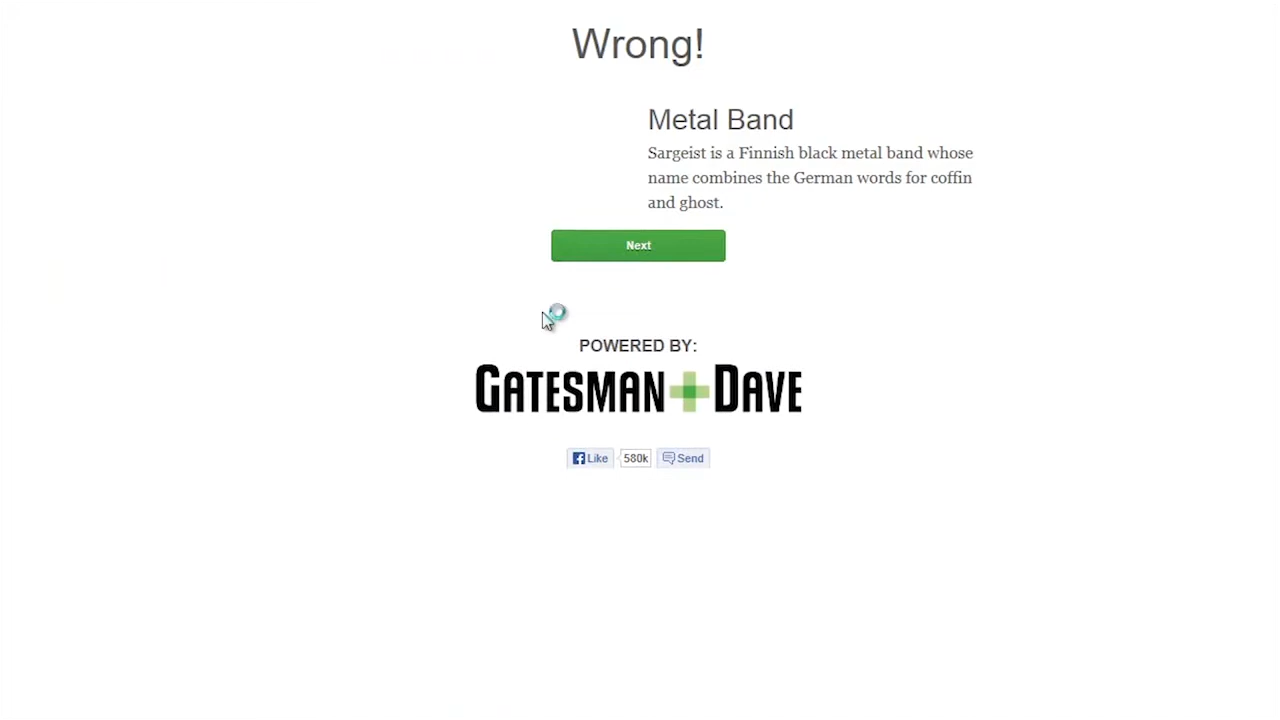 Wrong!
Metal Band
Sargeist is a Finnish black metal band whose
name combines the German words for coffin
and ghost.
Next
POWERED BY:
GATESMAN+DAVE
Like 580k Send